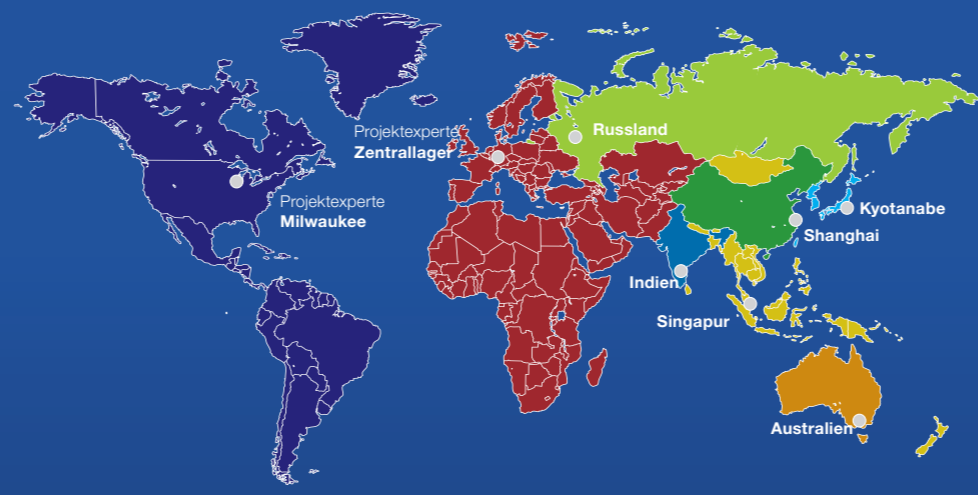 Projektexperte
Zentrallager
Russland
Projektexperte
Milwaukee
Kyotanabe
Shanghai
Indien
Singapur
Australien